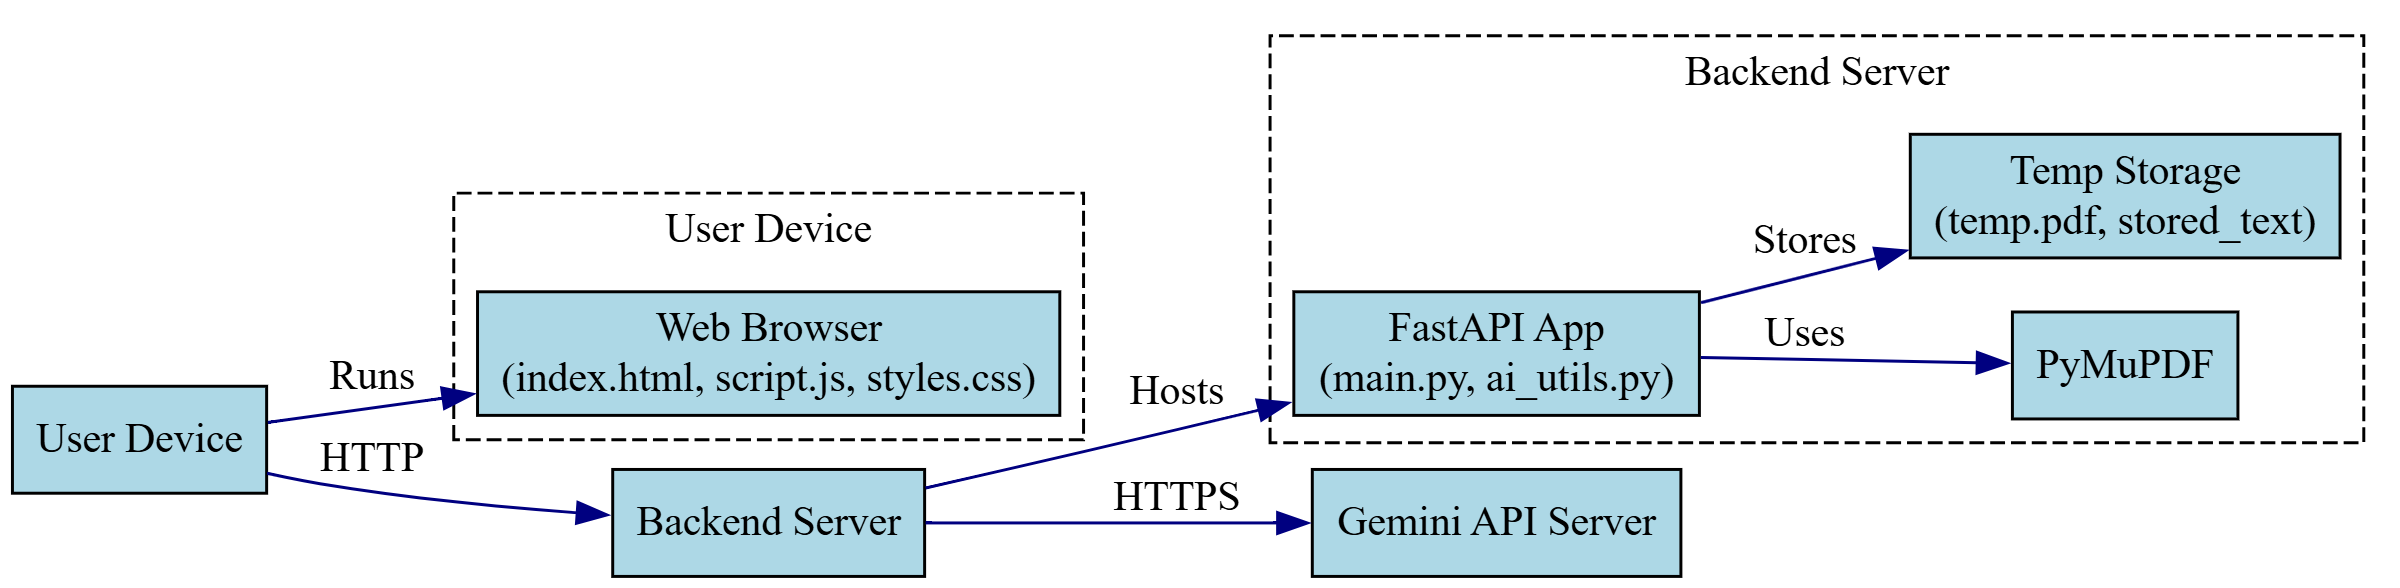 Backend Server
Temp Storage
(temp.pdf, stored_text)
User Device
Stores
Web Browser
(index.html, script.js, styles.css)
FastAPI App
(main.py, ai_utils.py)
Uses
PyMuPDF
Runs
Hosts
User Device
HTTP
Backend Server
HTTPS
Gemini API Server